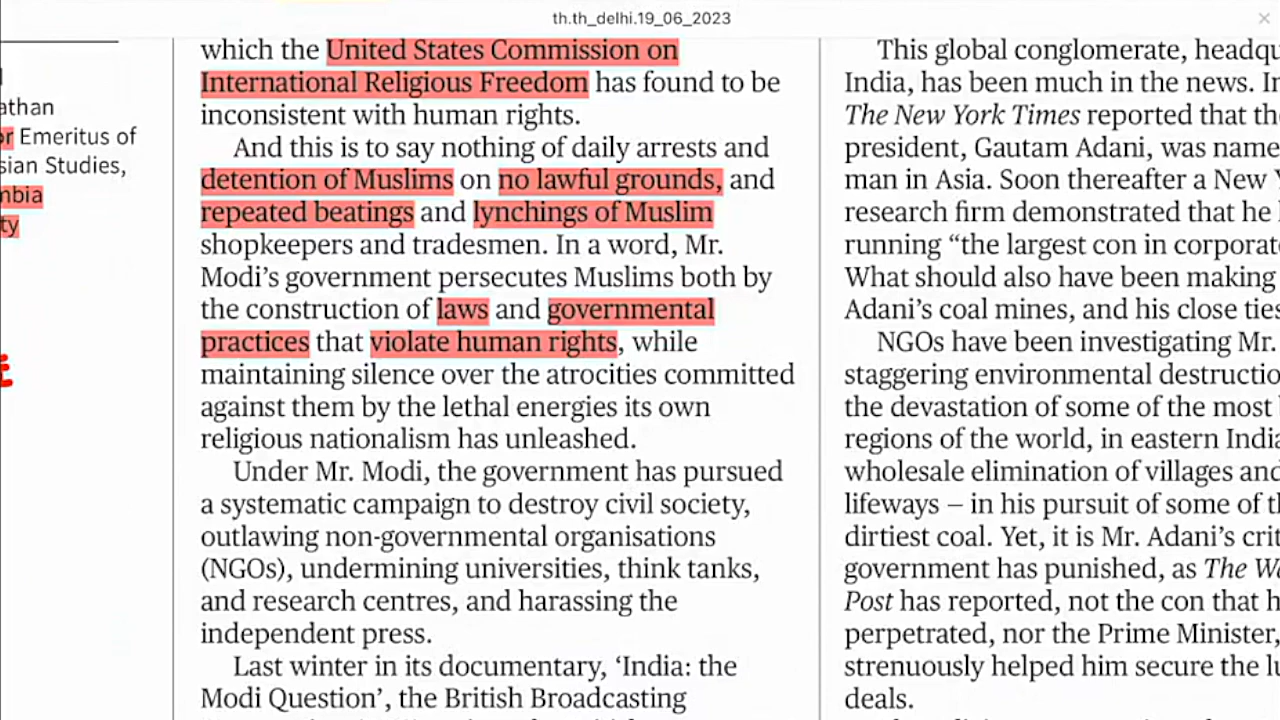 th.th_delhi.19_06_2023
×
athan
or Emeritus of
sian Studies,
mbia
ty
which the United States Commission on
International Religious Freedom has found to be
inconsistent with human rights.
And this is to say nothing of daily arrests and
detention of Muslims on no lawful grounds, and
repeated beatings and lynchings of Muslim
shopkeepers and tradesmen. In a word, Mr.
Modi’s government persecutes Muslims both by
the construction of laws and governmental
practices that violate human rights, while
maintaining silence over the atrocities committed
against them by the lethal energies its own
religious nationalism has unleashed.
Under Mr. Modi, the government has pursued
a systematic campaign to destroy civil society,
outlawing non-governmental organisations
(NGOs), undermining universities, think tanks,
and research centres, and harassing the
independent press.
Last winter in its documentary, ‘India: the
Modi Question’, the British Broadcasting
This global conglomerate, headqu
India, has been much in the news. In
The New York Times reported that the
president, Gautam Adani, was name
man in Asia. Soon thereafter a New Y
research firm demonstrated that he
running “the largest con in corporat
What should also have been making
Adani’s coal mines, and his close ties
NGOs have been investigating Mr.
staggering environmental destructio
the devastation of some of the most
regions of the world, in eastern India
wholesale elimination of villages and
lifeways – in his pursuit of some of th
dirtiest coal. Yet, it is Mr. Adani’s crit
government has punished, as The Wa
Post has reported, not the con that h
perpetrated, nor the Prime Minister,
strenuously helped him secure the lu
deals.